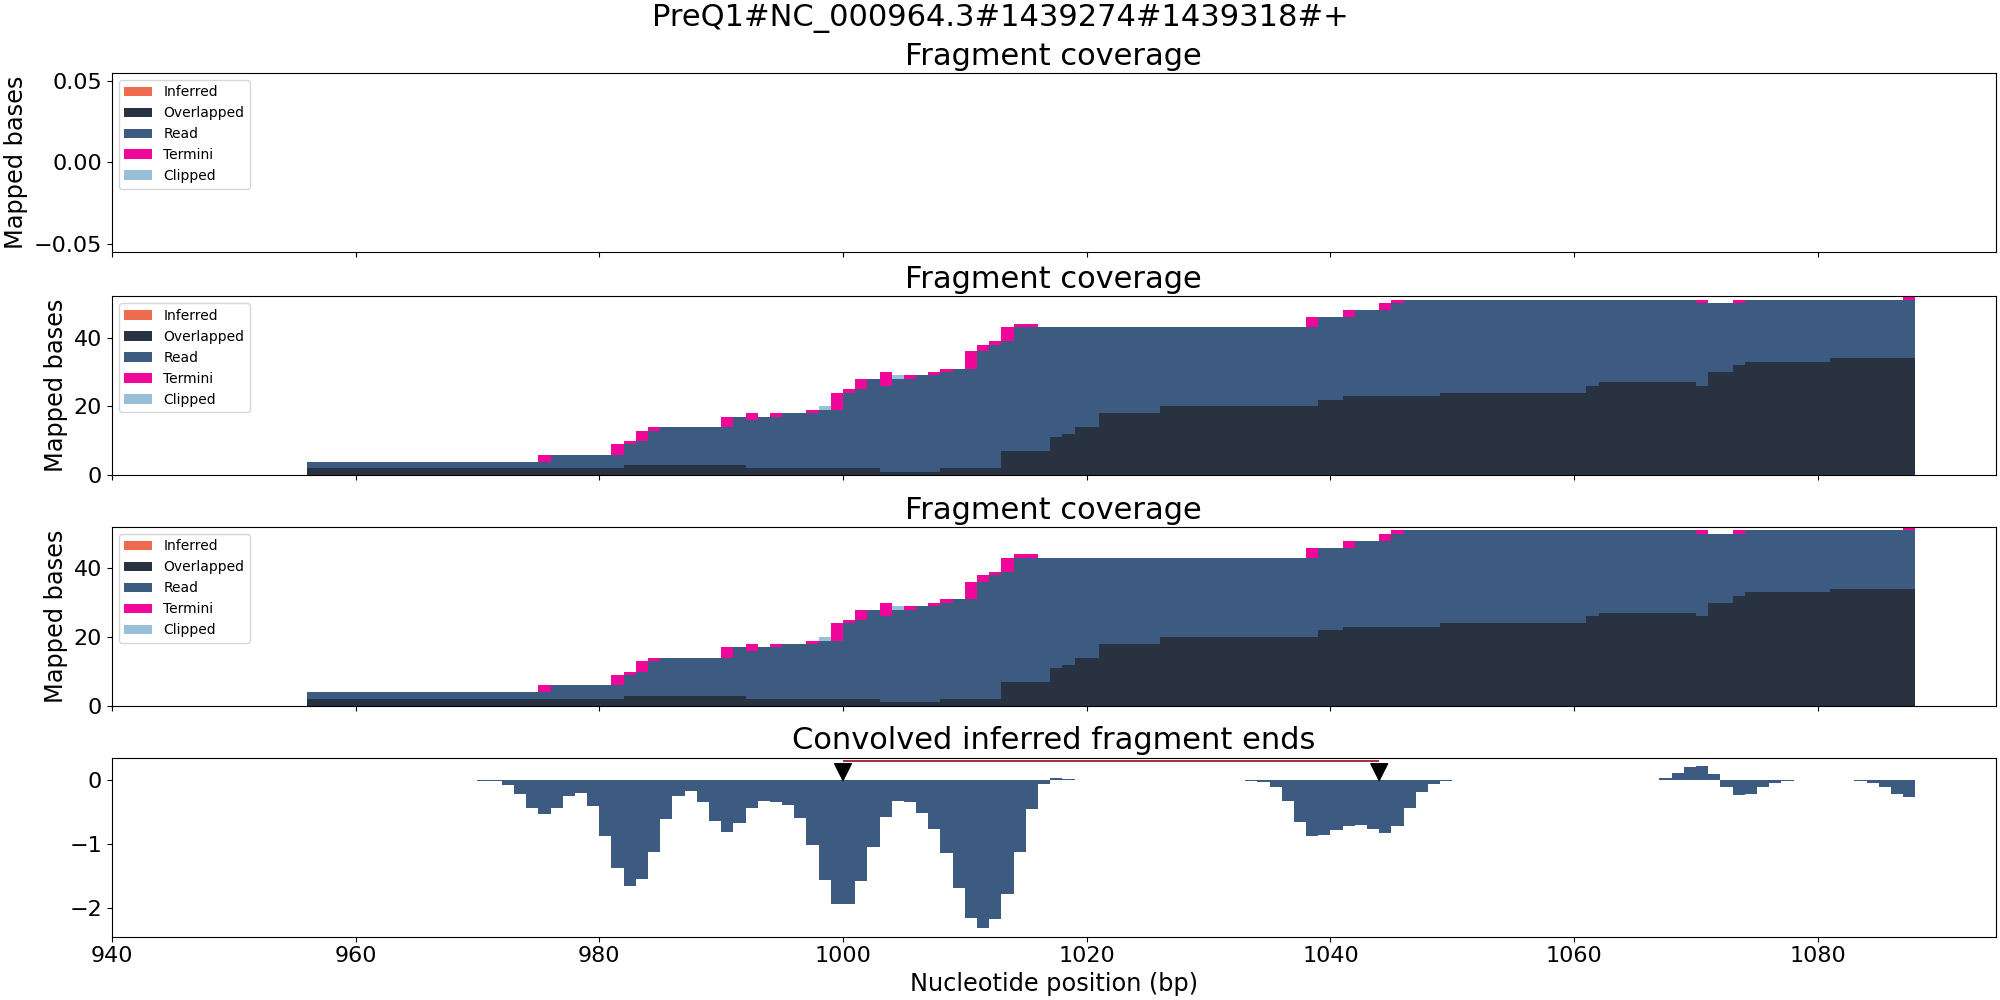 PreQ1#NC_000964.3#1439274#1439318#+
Fragment coverage
Mapped bases
0.05
0.00
−0.05
Inferred
Overlapped
Read
Termini
Clipped
Fragment coverage
Mapped bases
40
20
0
Inferred
Overlapped
Read
Termini
Clipped
Fragment coverage
Mapped bases
40
20
0
Inferred
Overlapped
Read
Termini
Clipped
Convolved inferred fragment ends
0
−1
−2
940 960 980 1000 1020 1040 1060 1080
Nucleotide position (bp)